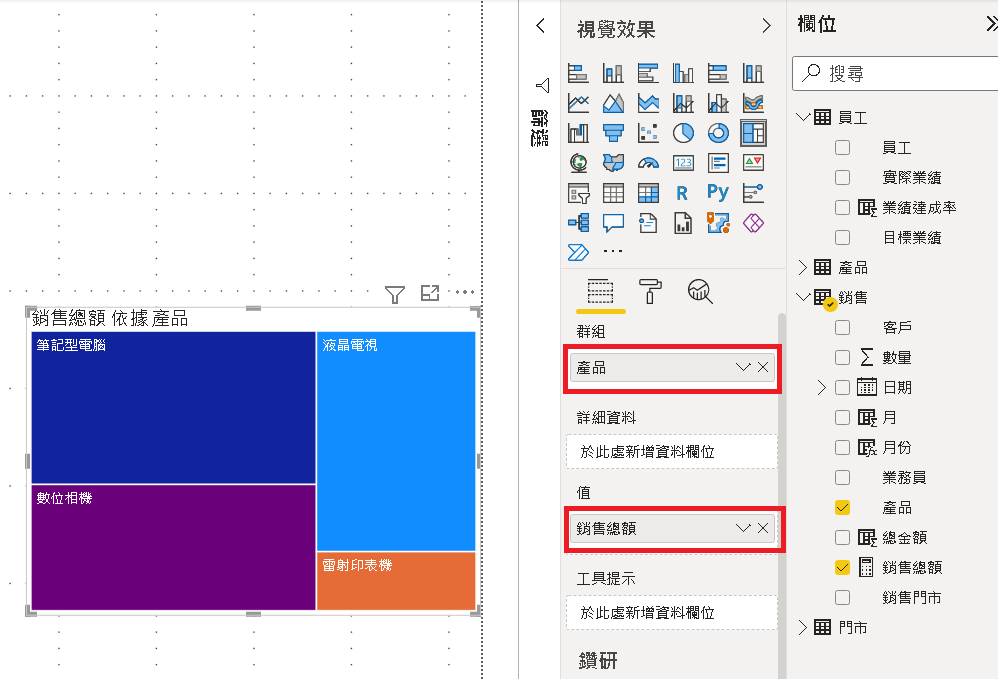 銷售總額 依據 產品
筆記型電腦
液晶電視
數位相機
雷射印表機
篩選
視覺效果
123
R
Py
群組
產品
詳細資料
於此處新增資料欄位
值
銷售總額
工具提示
於此處新增資料欄位
鑽研
欄位
搜尋
員工
員工
實際業績
業績達成率
目標業績
產品
銷售
客戶
數量
日期
月
月份
業務員
產品
總金額
銷售總額
銷售門市
門市